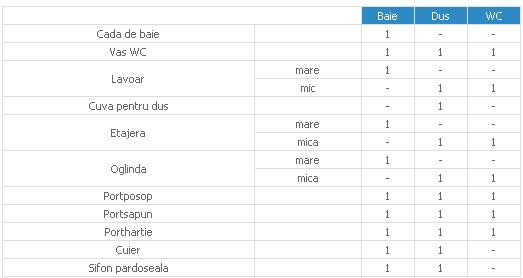 Baie Dus WC
Cada de baie 1 - -
Vas WC 1 1 1
Lavoar mare 1 - -
mic - 1 1
Cuva pentru dus - 1 -
Etajera mare 1 - -
mica - 1 1
Oglinda mare 1 - -
mica - 1 1
Portposop 1 1 1
Portsapun 1 1 1
Porthartie 1 1 1
Cuier 1 1 -
Sifon pardoseala 1 1 -